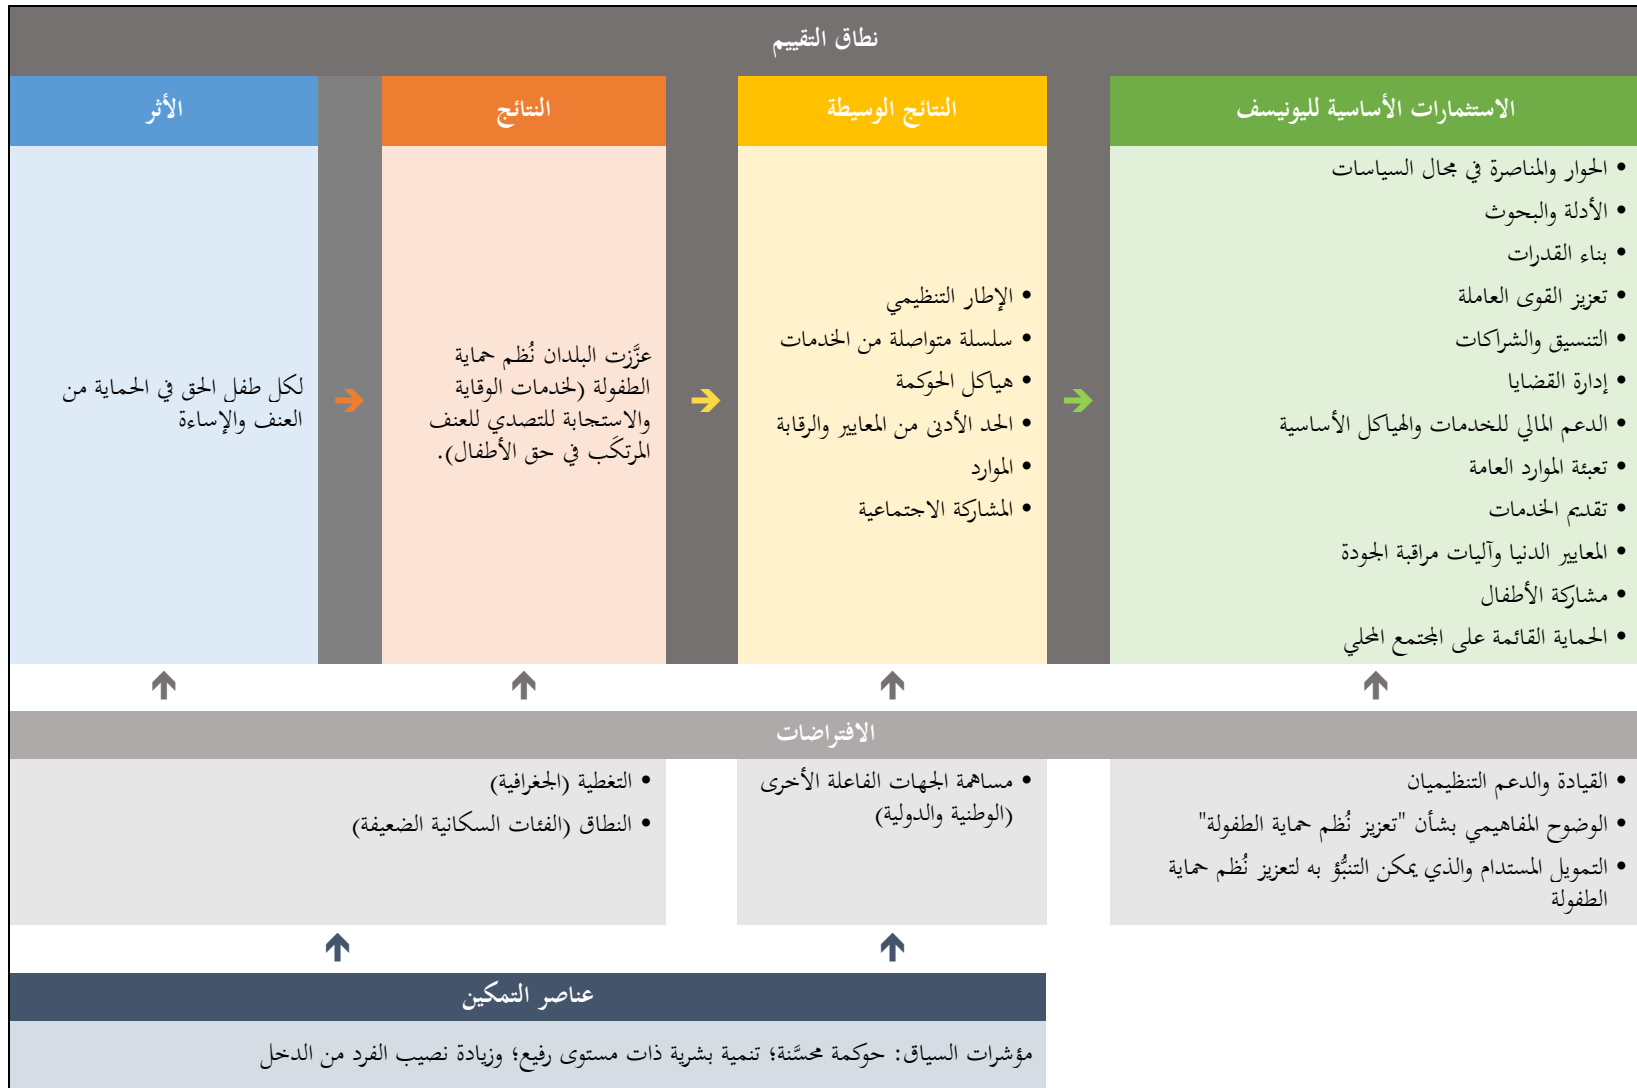 نطاق التقييم
الاستثمارات الأساسية لليونيسف
• الحوار والمناصرة في مجال السياسات
• الأدلة والبحوث
• بناء القدرات
• تعزيز القوى العاملة
• التنسيق والشراكات
• إدارة القضايا
• الدعم المالي للخدمات والهياكل الأساسية
• تعبئة الموارد العامة
• تقديم الخدمات
• المعايير الدنيا وآليات مراقبة الجودة
• مشاركة الأطفال
• الحماية القائمة على المجتمع المحلي
النتائج الوسيطة
• الإطار التنظيمي
• سلسلة متواصلة من الخدمات
• هياكل الحوكمة
• الحد الأدنى من المعايير والرقابة
• الموارد
• المشاركة الاجتماعية
النتائج
عزَّزت البلدان نُظم حماية
الطفولة (لخدمات الوقاية
والاستجابة للتصدي للعنف
المرتكَب في حق الأطفال).
الأثر
لكل طفل الحق في الحماية من
العنف والإساءة
الافتراضات
• القيادة والدعم التنظيميان
• الوضوح المفاهيمي بشأن "تعزيز نُظم حماية الطفولة"
• التمويل المستدام والذي يمكن التنبُّؤ به لتعزيز نُظم حماية
الطفولة
• مساهمة الجهات الفاعلة الأخرى
(الوطنية والدولية)
• التغطية (الجغرافية)
• النطاق (الفئات السكانية الضعيفة)
عناصر التمكين
مؤشرات السياق: حوكمة محسَّنة؛ تنمية بشرية ذات مستوى رفيع؛ وزيادة نصيب الفرد من الدخل